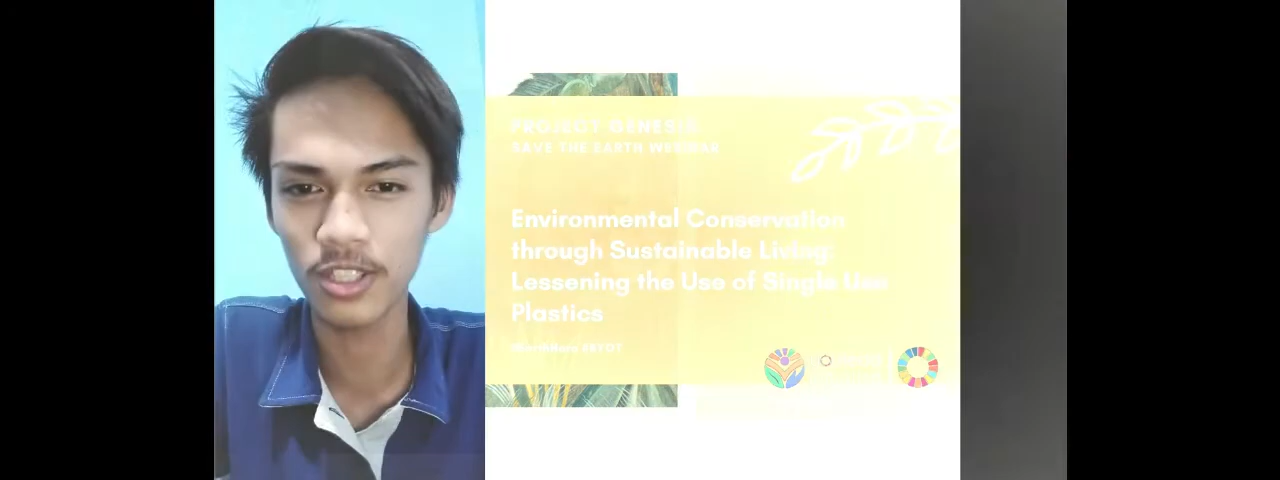 PROJECT GENESIS
SAVE THE EARTH WEBINAR
Environmental Conservation
through Sustainable Living:
Lessening the Use of Single Use
Plastics